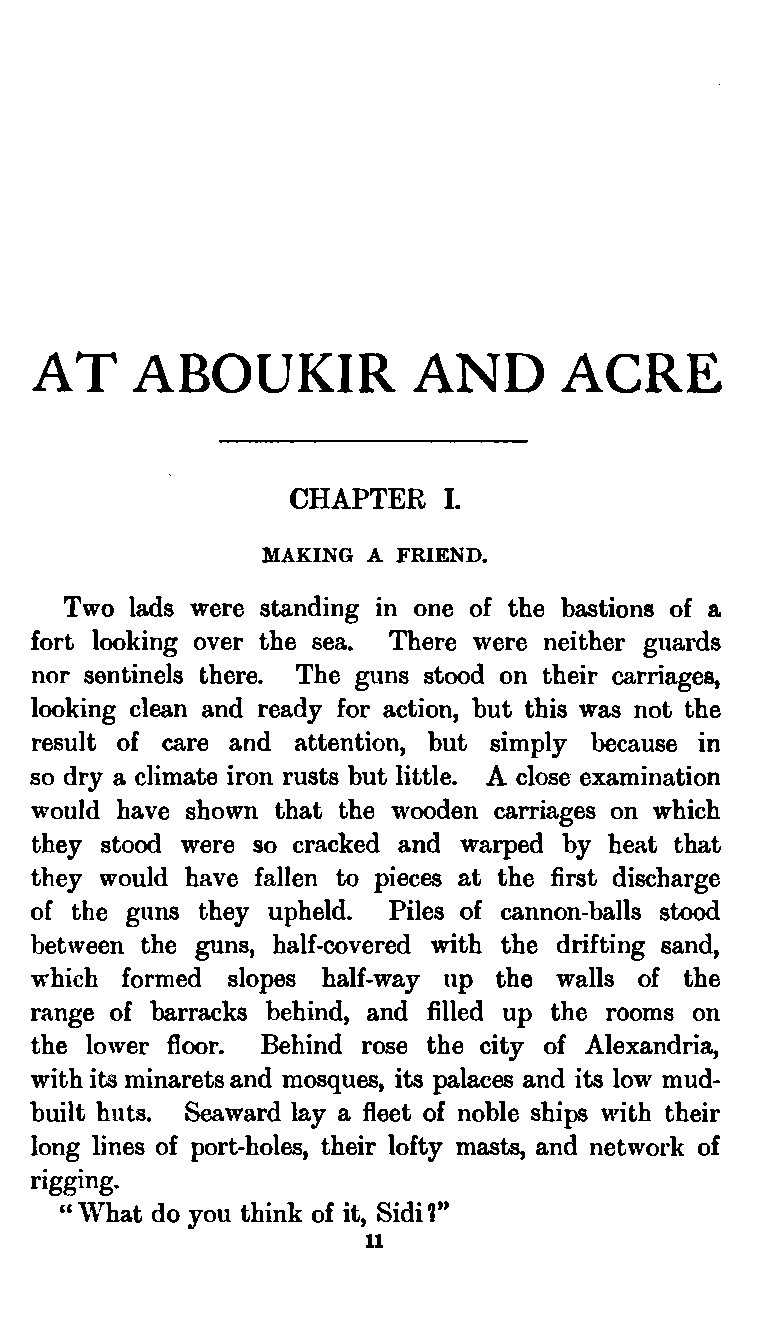 AT ABOUKIR AND ACRE
CHAPTER I.
MAKING A FRIEND.
Two lads were standing in one of the bastions of a
fort looking over the sea. There were neither guards
nor sentinels there. The guns stood on their carriages,
looking clean and ready for action, but this was not the
result of care and attention, but simply because in
so dry a climate iron rusts but little. A close examination
would have shown that the wooden carriages on which
they stood were so cracked and warped by heat that
they would have fallen to pieces at the first discharge
of the guns they upheld. Piles of cannon-balls stood
between the guns, half-covered with the drifting sand,
which formed slopes half-way up the walls of the
range of barracks behind, and filled up the rooms on
the lower floor. Behind rose the city of Alexandria,
with its minarets and mosques, its palaces and its low mud-
built huts. Seaward lay a fleet of noble ships with their
long lines of port-holes, their lofty masts, and network of
rigging.
"What do you think of it, Sidi?"
11